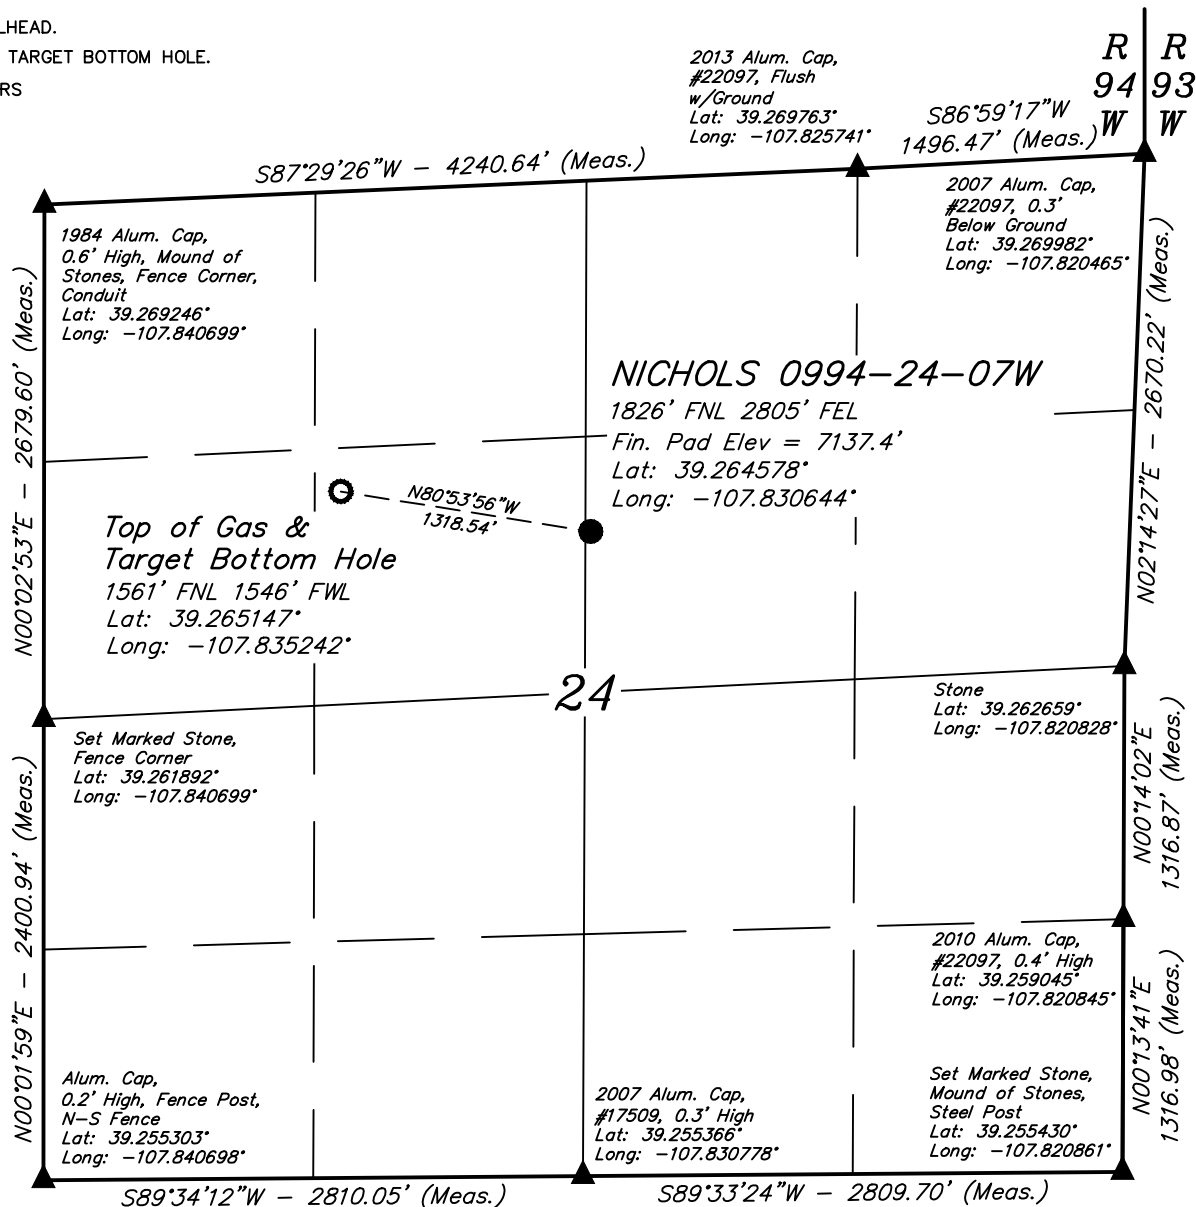 LHEAD.
TARGET BOTTOM HOLE.
RS
R R
94 93
W W
2013 Alum. Cap,
#22097, Flush
w/Ground
Lat: 39.269763°
Long: -107.825741°
S86°59'17"W
1496.47' (Meas.)
S87°29'26"W - 4240.64' (Meas.)
2007 Alum. Cap,
#22097, 0.3'
Below Ground
Lat: 39.269982°
Long: -107.820465°
1984 Alum. Cap,
0.6' High, Mound of
Stones, Fence Corner,
Conduit
Lat: 39.269246°
Long: -107.840699°
N00°02'53"E - 2679.60' (Meas.)
N02°14'27"E - 2670.22' (Meas.)
NICHOLS 0994-24-07W
1826' FNL 2805' FEL
Fin. Pad Elev = 7137.4'
Lat: 39.264578°
Long: -107.830644°
N80°53'56"W
1318.54'
Top of Gas &
Target Bottom Hole
1561' FNL 1546' FWL
Lat: 39.265147°
Long: -107.835242°
24
Stone
Lat: 39.262659°
Long: -107.820828°
Set Marked Stone,
Fence Corner
Lat: 39.261892°
Long: -107.840699°
N00°14'02"E
1316.87' (Meas.)
N00°01'59"E - 2400.94' (Meas.)
2010 Alum. Cap,
#22097, 0.4' High
Lat: 39.259045°
Long: -107.820845°
N00°13'41"E
1316.98' (Meas.)
Alum. Cap,
0.2' High, Fence Post,
N-S Fence
Lat: 39.255303°
Long: -107.840698°
2007 Alum. Cap,
#17509, 0.3' High
Lat: 39.255366°
Long: -107.830778°
Set Marked Stone,
Mound of Stones,
Steel Post
Lat: 39.255430°
Long: -107.820861°
S89°34'12"W - 2810.05' (Meas.)
S89°33'24"W - 2809.70' (Meas.)